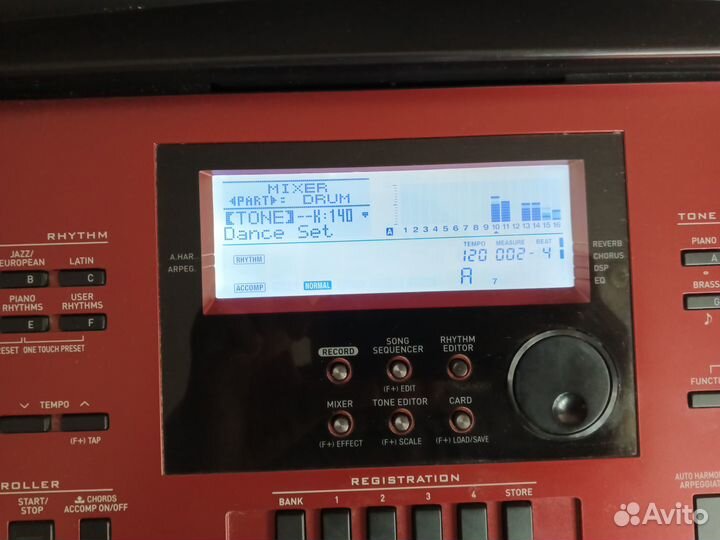 MIXER
◀PART▶: DRUM
【TONE】--K:140
Dance Set
A 1 2 3 4 5 6 7 8 9 10 11 12 13 14 15 16
TEMPO MEASURE BEAT
120 002-4
RHYTHM
ACCOMP NORMAL
A 7
A.HAR.
ARPEG.
REVERB
CHORUS
DSP
EQ
RHYTHM
JAZZ/
EUROPEAN
LATIN
B C
PIANO
RHYTHMS
USER
RHYTHMS
E F
RESET ONE TOUCH PRESET
TEMPO
(F+) TAP
ROLLER
START/
STOP
CHORDS
ACCOMP ON/OFF
RECORD
SONG
SEQUENCER
RHYTHM
EDITOR
(F+) EDIT
MIXER
TONE EDITOR
CARD
(F+) EFFECT
(F+) SCALE
(F+) LOAD/SAVE
REGISTRATION
BANK 1 2 3 4 STORE
TONE
PIANO
A
BRASS
G
FUNCTI
AUTO HARMON
ARPEGGIAT
Avito